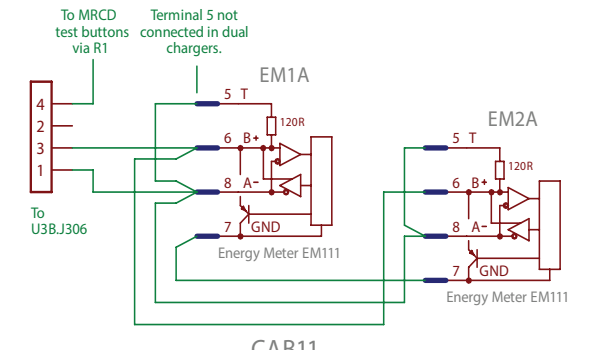 To MRCD
test buttons
via R1
Terminal 5 not
connected in dual
chargers.
EM1A
5 T
120R
6 B+
8 A-
7 GND
Energy Meter EM111
4
2
3
1
To
U3B.J306
EM2A
5 T
120R
6 B+
8 A-
7 GND
Energy Meter EM111